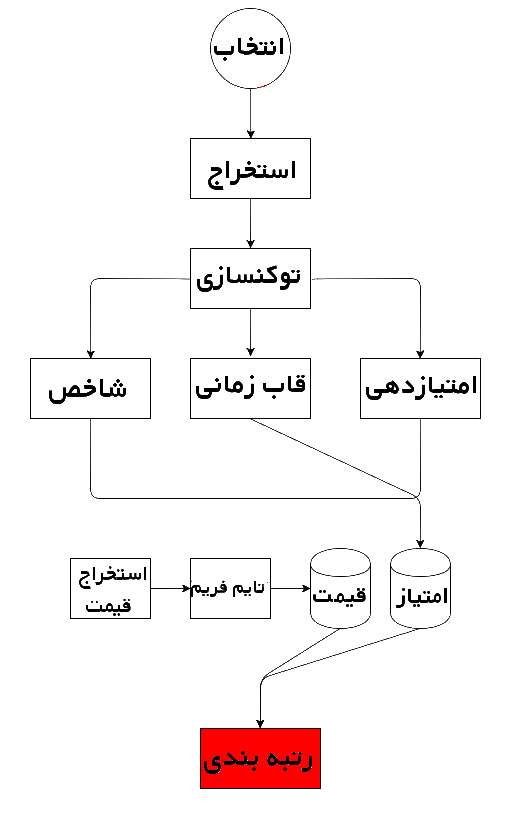 انتخاب
استخراج
توکنسازی
امتیازدهی
قاب زمانی
شاخص
استخراج
قیمت
تایم فریم
قیمت
امتیاز
رتبه بندی